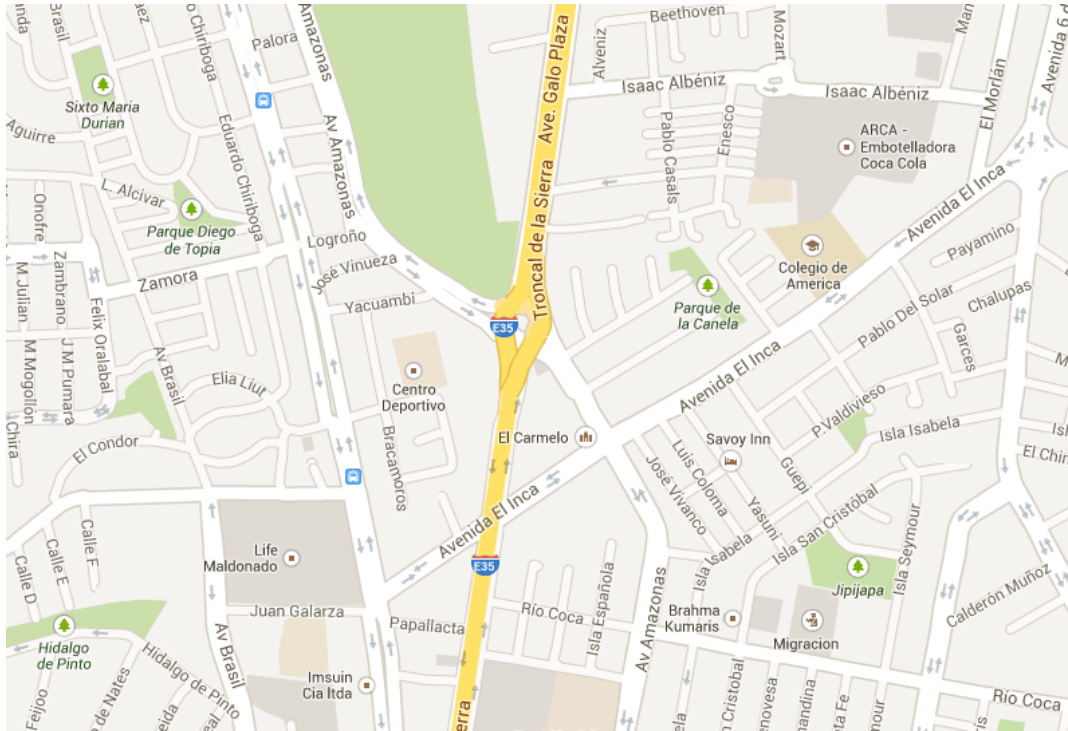 Beethoven
Brasil
Chiriboga
Palora
Amazonas
Alveniz
Mozart
Isaac Albéniz
Isaac Albéniz
El Morlán
Avenida 6 d
Sixto Maria
Durian
Aguirre
Eduardo Chiriboga
Av Amazonas
Troncal de la Sierra
Ave. Galo Plaza
Pablo Casals
Enesco
ARCA -
Embotelladora
Coca Cola
L. Alcivar
Onofre
Parque Diego
de Topia
Logroño
José Vinueza
Zamora
Yacuambi
Zambrano
M Julian
Felix Oralabal
E35
Parque de
la Canela
Colegio de
America
Avenida El Inca
Payamino
Chalupas
Pablo Del Solar
Garces
M Mogollón
J.M Pumara
Av Brasil
Elia Liut
Centro
Deportivo
Bracamoros
Avenida El Inca
P.Valdivieso
Isla Isabela
Chira
El Condor
El Carmelo
Savoy Inn
Luis Coloma
José Vivanco
Yasuní
Guepi
Isla San Cristóbal
Isla Seymour
Calle F
Calle E
Calle D
Life
Maldonado
Avenida El Inca
E35
Isla Isabela
Isla Española
Jipijapa
Calderón Muñoz
Juan Galarza
Papallacta
Río Coca
Brahma
Kumaris
Migracion
Hidalgo
de Pinto
Hidalgo de Pinto
Av Brasil
Av Amazonas
Imsuin
Cia ltda
Río Coca
Feijoo
de Nates